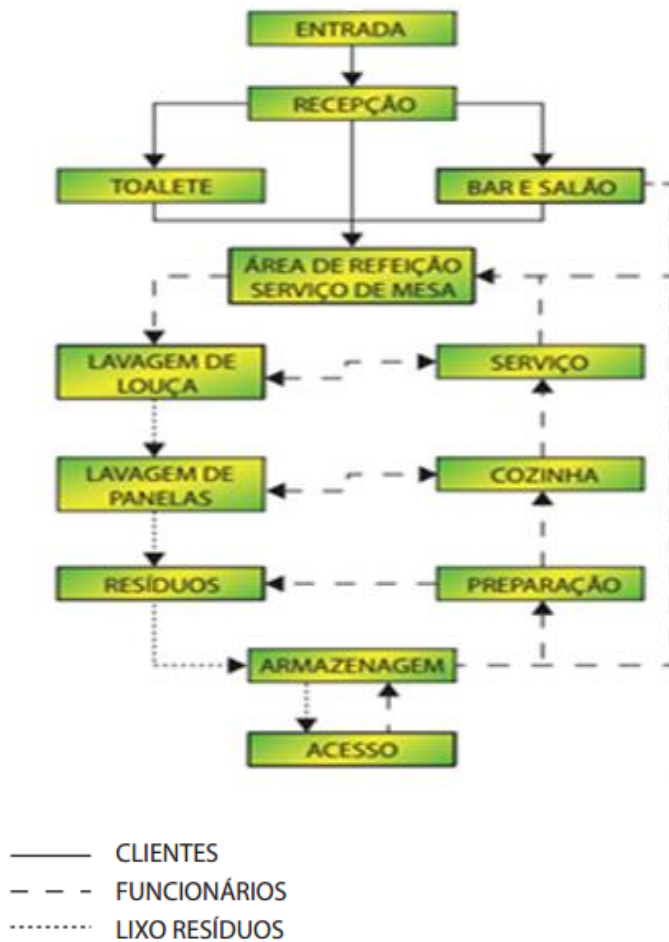 ENTRADA
RECEPÇÃO
TOALETE
BAR E SALÃO
ÁREA DE REFEIÇÃO
SERVIÇO DE MESA
LAVAGEM DE
LOUÇA
SERVIÇO
LAVAGEM DE
PANELAS
COZINHA
RESÍDUOS
PREPARAÇÃO
ARMAZENAGEM
ACESSO
CLIENTES
FUNCIONÁRIOS
LIXO RESÍDUOS